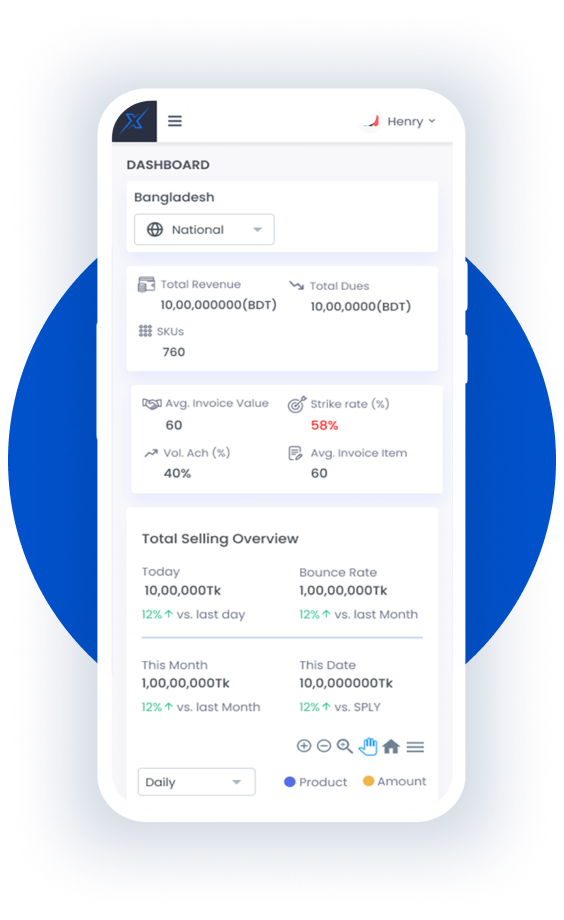 Henry
DASHBOARD
Bangladesh
National
Total Revenue Total Dues
10,00,000000(BDT) 10,00,0000(BDT)
SKUs
760
Avg. Invoice Value Strike rate (%)
60 58%
Vol. Ach (%) Avg. Invoice Item
40% 60
Total Selling Overview
Today Bounce Rate
10,00,000Tk 1,00,00,000Tk
12%↑ vs. last day 12%↑ vs. last Month
This Month This Date
1,00,00,000Tk 10,0,000000Tk
12%↑ vs. last Month 12%↑ vs. SPLY
Daily Product Amount